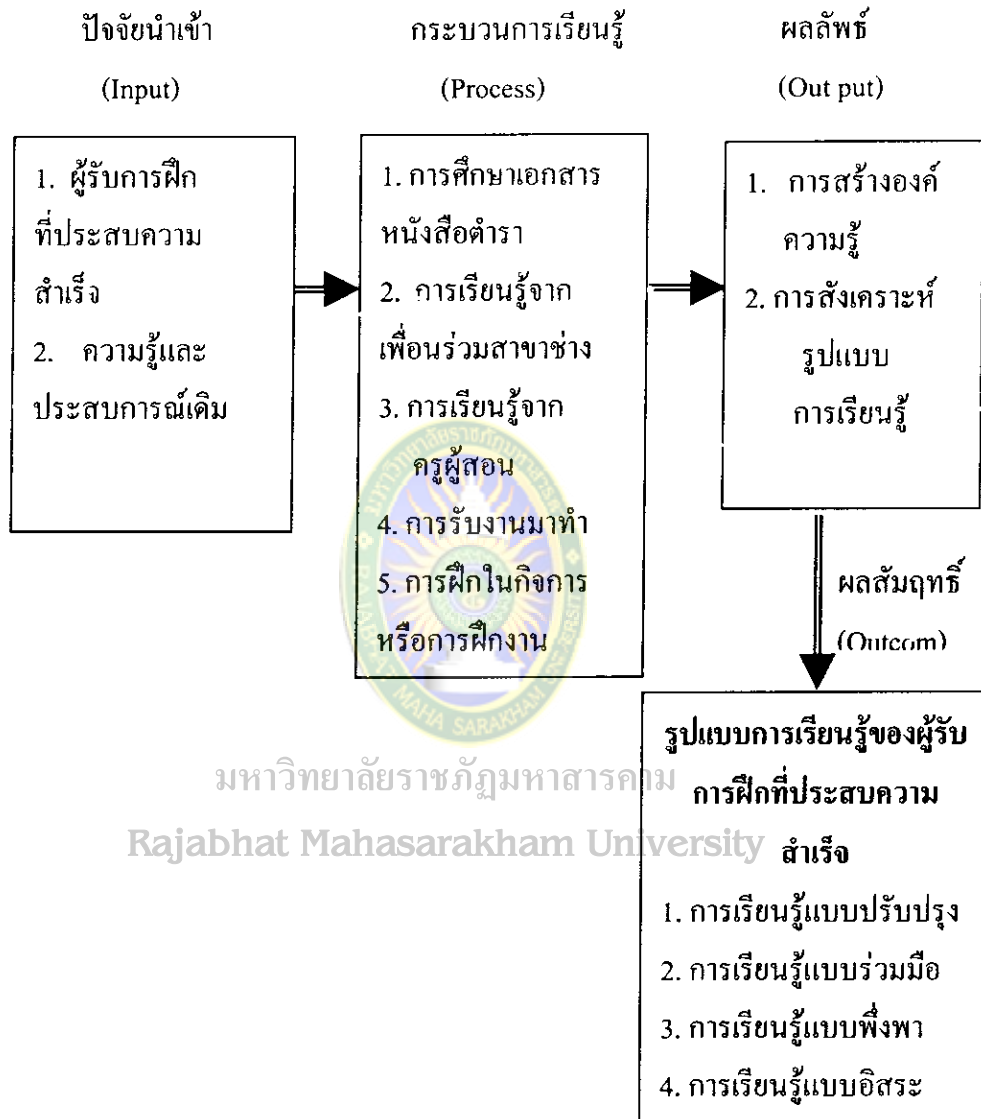 ปัจจัยนำเข้า
(Input)
กระบวนการเรียนรู้
(Process)
ผลลัพธ์
(Out put)
1. ผู้รับการฝึก
ที่ประสบความ
สำเร็จ
2. ความรู้และ
ประสบการณ์เดิม
1. การศึกษาเอกสาร
หนังสือตำรา
2. การเรียนรู้จาก
เพื่อนร่วมสาขาช่าง
3. การเรียนรู้จาก
ครูผู้สอน
4. การรับงานมาทำ
5. การฝึกในกิจการ
หรือการฝึกงาน
1. การสร้างองค์
ความรู้
2. การสังเคราะห์
รูปแบบ
การเรียนรู้
ผลสัมฤทธิ์
(Outcom)
รูปแบบการเรียนรู้ของผู้รับ
การฝึกที่ประสบความ
สำเร็จ
1. การเรียนรู้แบบปรับปรุง
2. การเรียนรู้แบบร่วมมือ
3. การเรียนรู้แบบพึ่งพา
4. การเรียนรู้แบบอิสระ
มหาวิทยาลัยราชภัฏมหาสารคาม
Rajabhat Mahasarakham University